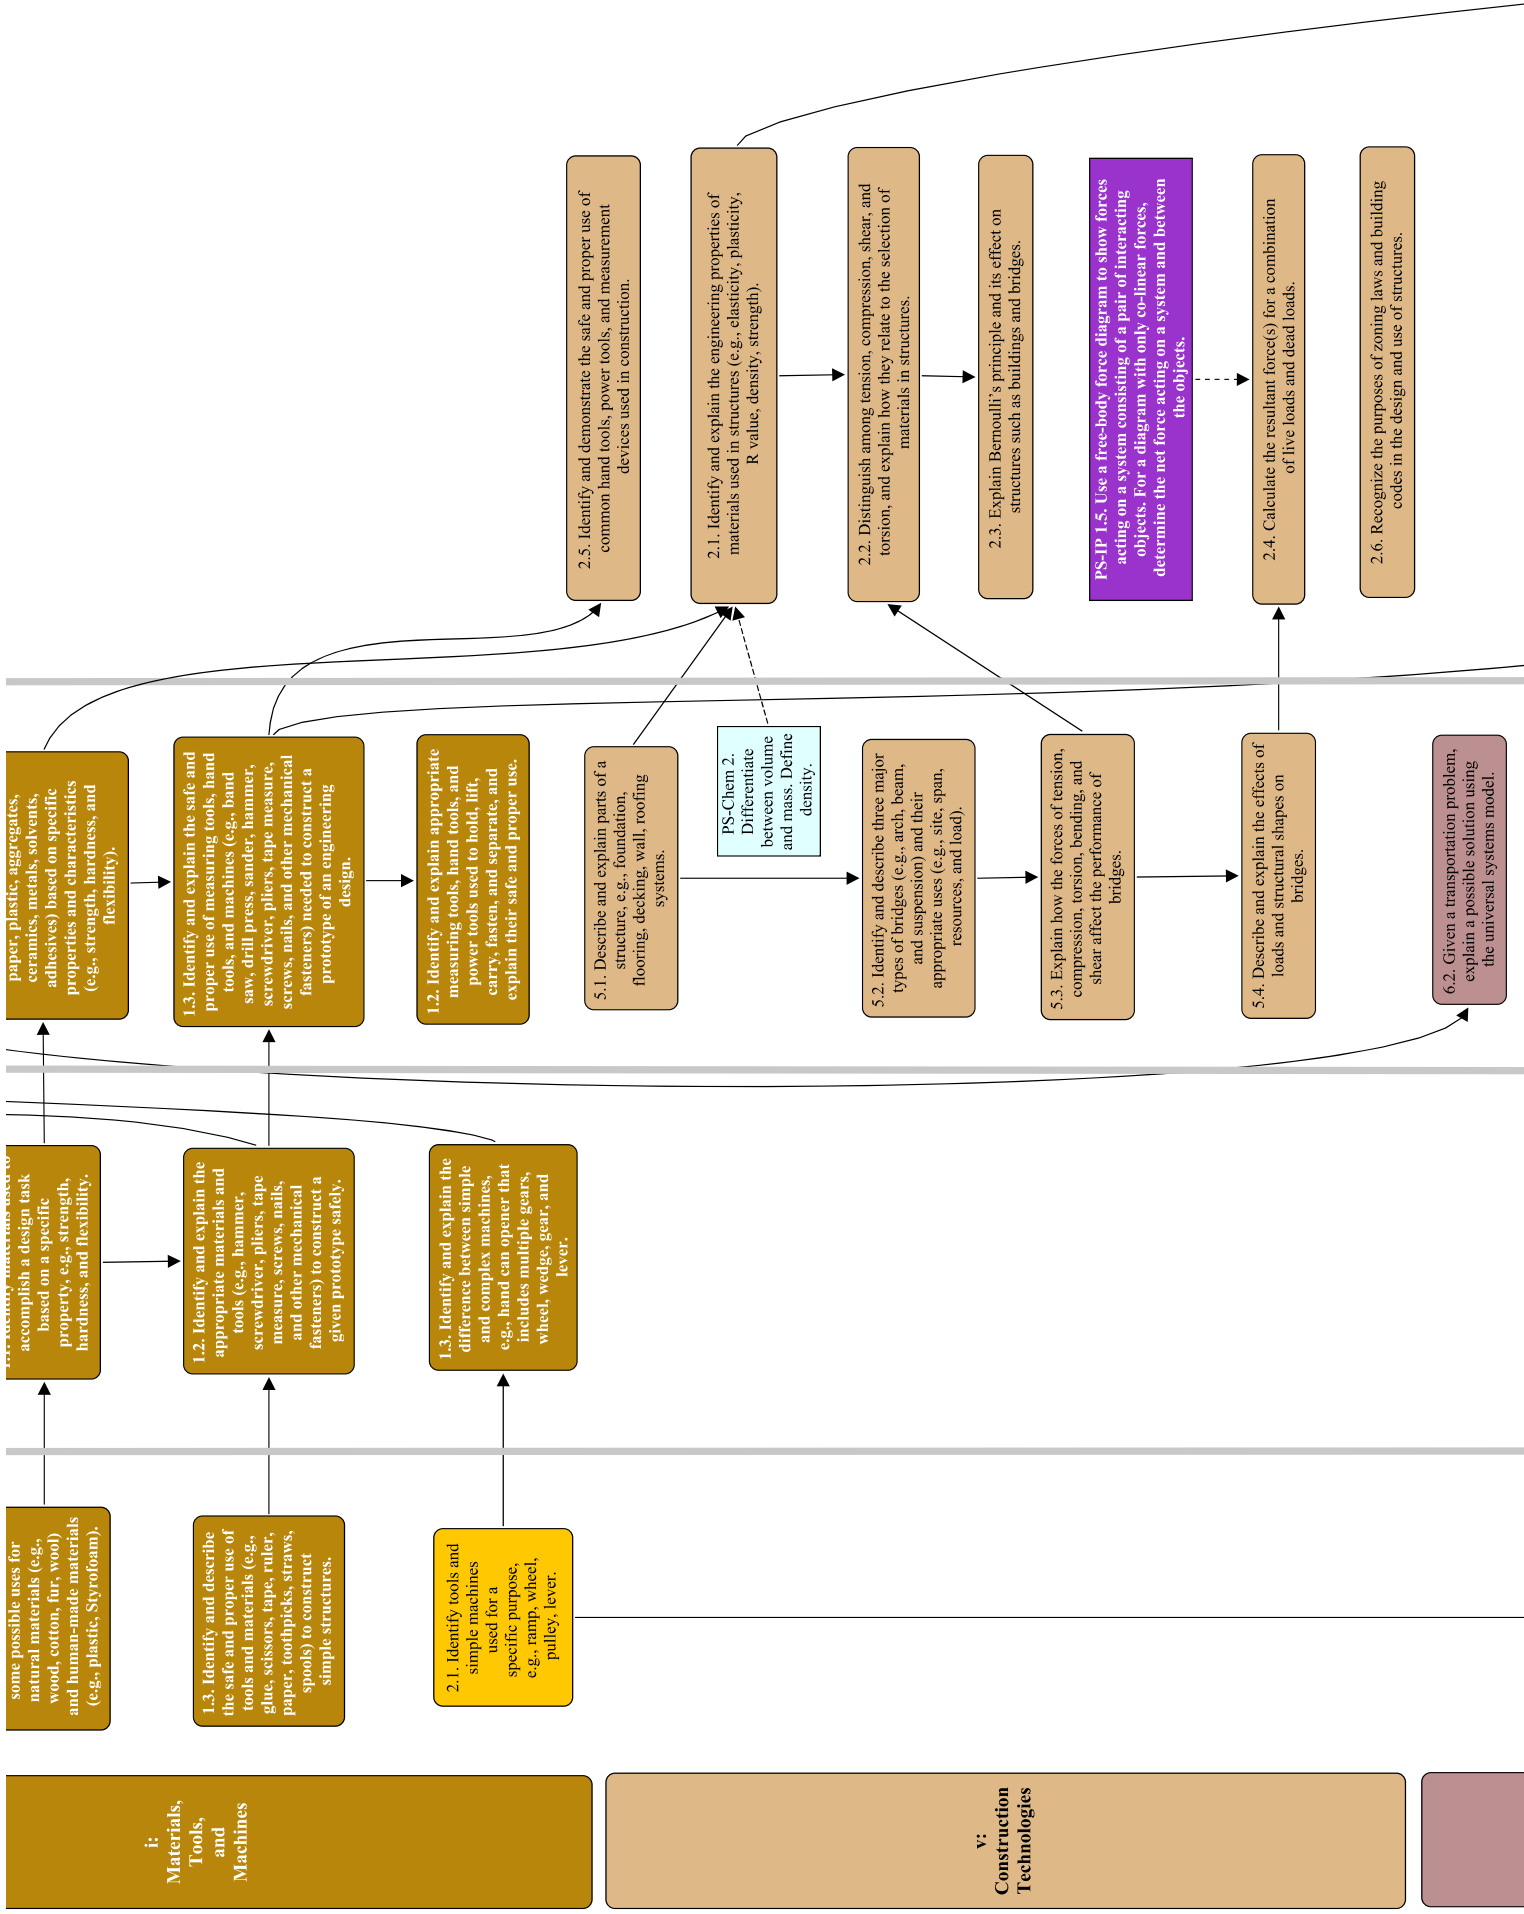 i:
Materials,
Tools,
and
Machines
some possible uses for
natural materials (e.g.,
wood, cotton, fur, wool)
and human-made materials
(e.g., plastic, Styrofoam).
accomplish a design task
based on a specific
property, e.g., strength,
hardness, and flexibility.
paper, plastic, aggregates,
ceramics, metals, solvents,
adhesives) based on specific
properties and characteristics
(e.g., strength, hardness, and
flexibility).
1.3. Identify and describe
the safe and proper use of
tools and materials (e.g.,
glue, scissors, tape, ruler,
paper, toothpicks, straws,
spools) to construct
simple structures.
1.2. Identify and explain the
appropriate materials and
tools (e.g., hammer,
screwdriver, pliers, tape
measure, screws, nails,
and other mechanical
fasteners) to construct a
given prototype safely.
1.3. Identify and explain the safe and
proper use of measuring tools, hand
tools, and machines (e.g., band
saw, drill press, sander, hammer,
screwdriver, pliers, tape measure,
screws, nails, and other mechanical
fasteners) needed to construct a
prototype of an engineering
design.
2.1. Identify tools and
simple machines
used for a
specific purpose,
e.g., ramp, wheel,
pulley, lever.
1.3. Identify and explain the
difference between simple
and complex machines,
e.g., hand can opener that
includes multiple gears,
wheel, wedge, gear, and
lever.
1.2. Identify and explain appropriate
measuring tools, hand tools, and
power tools used to hold, lift,
carry, fasten, and separate, and
explain their safe and proper use.
v:
Construction
Technologies
5.1. Describe and explain parts of a
structure, e.g., foundation,
flooring, decking, wall, roofing
systems.
2.5. Identify and demonstrate the safe and proper use of
common hand tools, power tools, and measurement
devices used in construction.
2.1. Identify and explain the engineering properties of
materials used in structures (e.g., elasticity, plasticity,
R value, density, strength).
PS-Chem 2.
Differentiate
between volume
and mass. Define
density.
5.2. Identify and describe three major
types of bridges (e.g., arch, beam,
and suspension) and their
appropriate uses (e.g., site, span,
resources, and load).
2.2. Distinguish among tension, compression, shear, and
torsion, and explain how they relate to the selection of
materials in structures.
2.3. Explain Bernoulli's principle and its effect on
structures such as buildings and bridges.
5.3. Explain how the forces of tension,
compression, torsion, bending, and
shear affect the performance of
bridges.
PS-IP 1.5. Use a free-body force diagram to show forces
acting on a system consisting of a pair of interacting
objects. For a diagram with only co-linear forces,
determine the net force acting on a system and between
the objects.
5.4. Describe and explain the effects of
loads and structural shapes on
bridges.
2.4. Calculate the resultant force(s) for a combination
of live loads and dead loads.
2.6. Recognize the purposes of zoning laws and building
codes in the design and use of structures.
6.2. Given a transportation problem,
explain a possible solution using
the universal systems model.